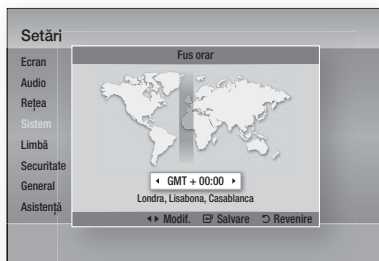 Setări
Fus orar
Ecran
Audio
Rețea
Sistem
Limbă
Securitate
General
Asistență
GMT + 00:00
Londra, Lisabona, Casablanca
Modif. Salvare Revenire